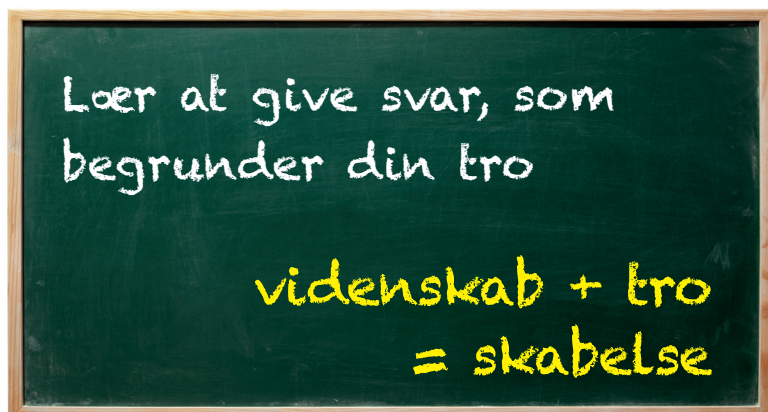 Lær at give svar, som
begrunder din tro
videnskab + tro
= skabelse